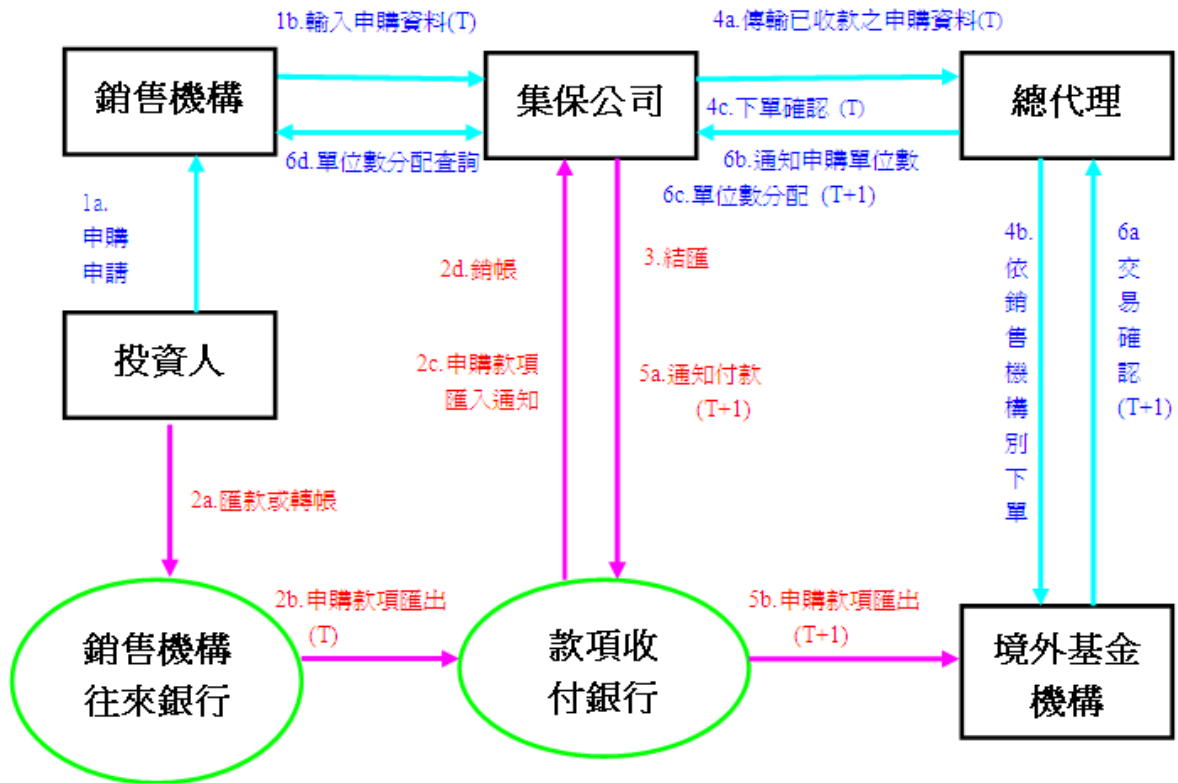 1b.輸入申購資料(T)
4a.傳輸已收款之申購資料(T)
銷售機構
集保公司
總代理
4c.下單確認 (T)
6d.單位數分配查詢
6b.通知申購單位數
6c.單位數分配 (T+1)
1a.
申購
申請
2d.銷帳
3.結匯
4b.
依
銷
售
機
構
別
下
單
6a
交
易
確
認
(T+1)
投資人
2c.申購款項
匯入通知
5a.通知付款
(T+1)
2a.匯款或轉帳
2b.申購款項匯出
(T)
5b.申購款項匯出
(T+1)
銷售機構
往來銀行
款項收
付銀行
境外基金
機構